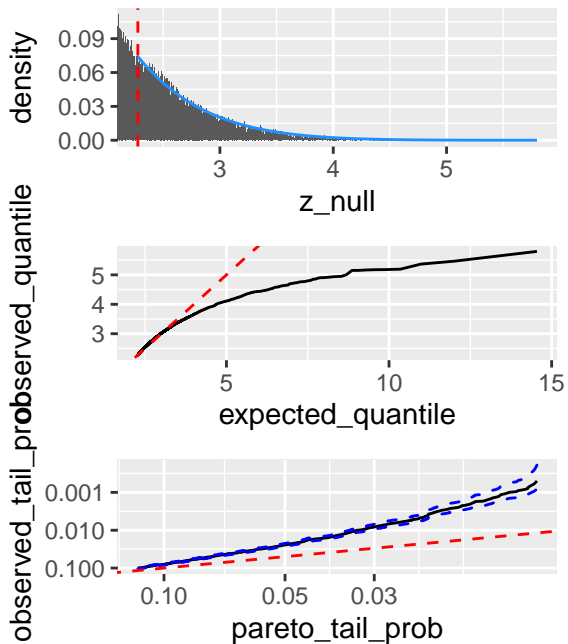 density
0.09
0.06
0.03
0.00
3 4 5
z_null
observed_quantile
5
4
3
5 10 15
expected_quantile
observed_tail_prob
0.001
0.010
0.100
0.10 0.05 0.03
pareto_tail_prob